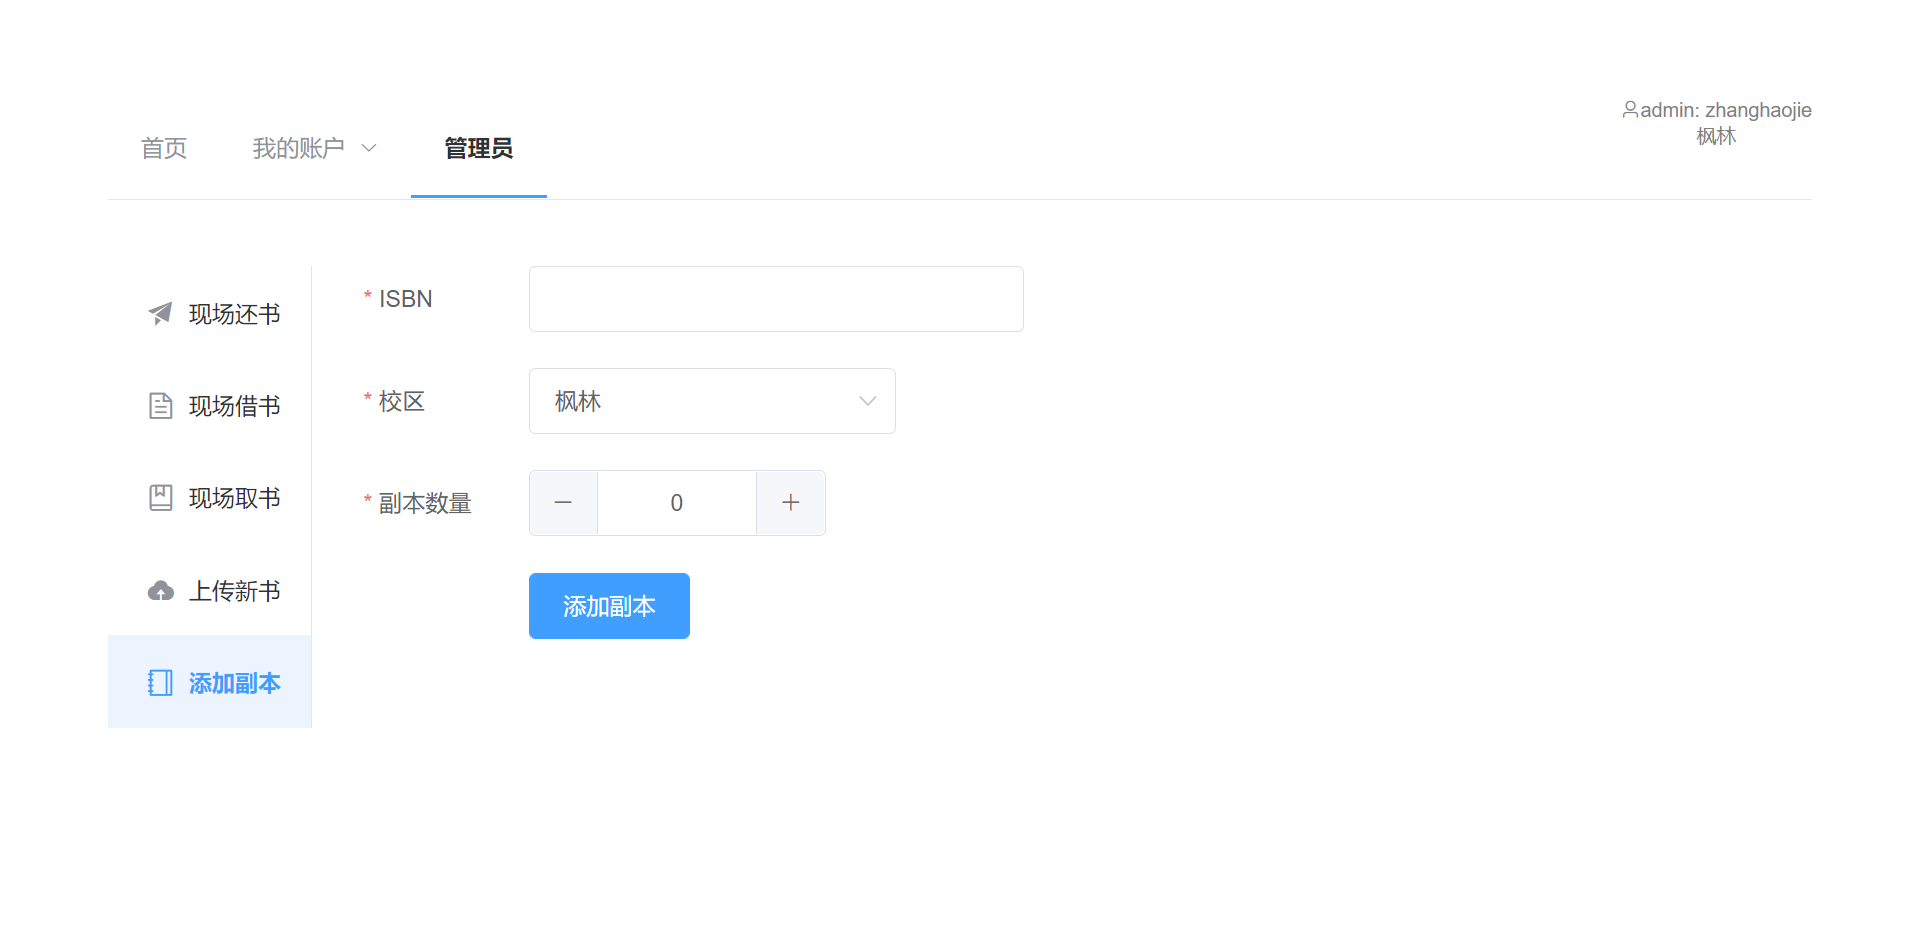 admin: zhanghaojie
枫林
首页 我的账户 管理员
现场还书
现场借书
现场取书
上传新书
添加副本
* ISBN
* 校区 枫林
* 副本数量 0
添加副本